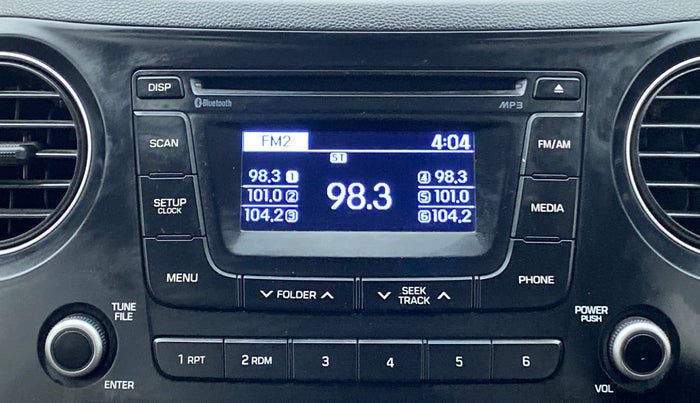 DISP
Bluetooth
MP3
SCAN
FM2
4:04
FM/AM
ST
98.3 1
4 98.3
SETUP
CLOCK
101.0 2
98.3
5 101.0
MEDIA
104.2 3
6 104.2
MENU
FOLDER
SEEK
TRACK
PHONE
TUNE
FILE
POWER
PUSH
1 RPT
2 RDM
3
4
5
6
ENTER
VOL